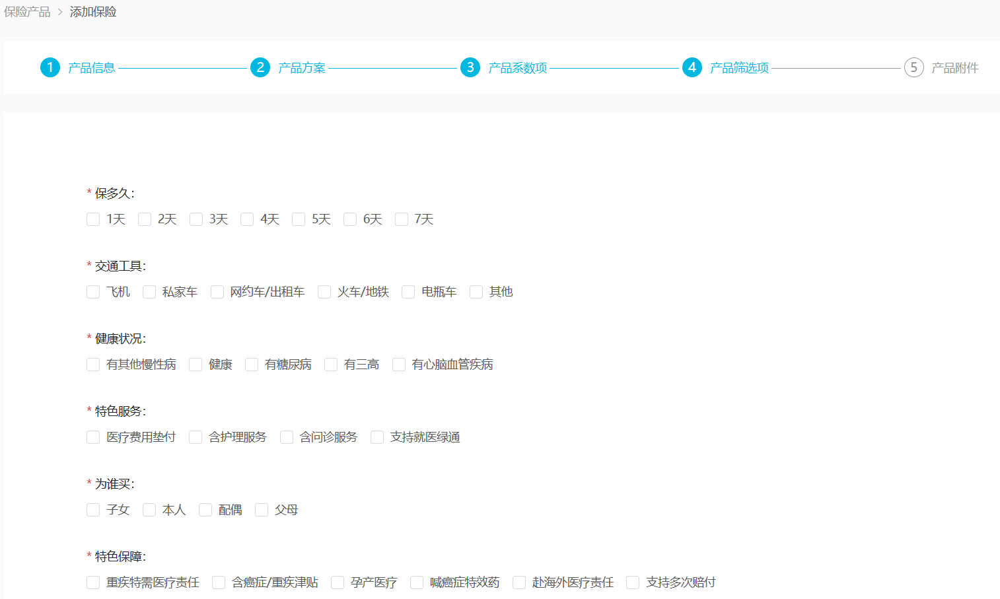 保险产品 > 添加保险
1 产品信息 2 产品方案 3 产品系数项 4 产品筛选项 5 产品附件
* 保多久：
1天 2天 3天 4天 5天 6天 7天
* 交通工具：
飞机 私家车 网约车/出租车 火车/地铁 电瓶车 其他
* 健康状况：
有其他慢性病 健康 有糖尿病 有三高 有心脑血管疾病
* 特色服务：
医疗费用垫付 含护理服务 含问诊服务 支持就医绿通
* 为谁买：
子女 本人 配偶 父母
* 特色保障：
重疾特需医疗责任 含癌症/重疾津贴 孕产医疗 喊癌症特效药 赴海外医疗责任 支持多次赔付